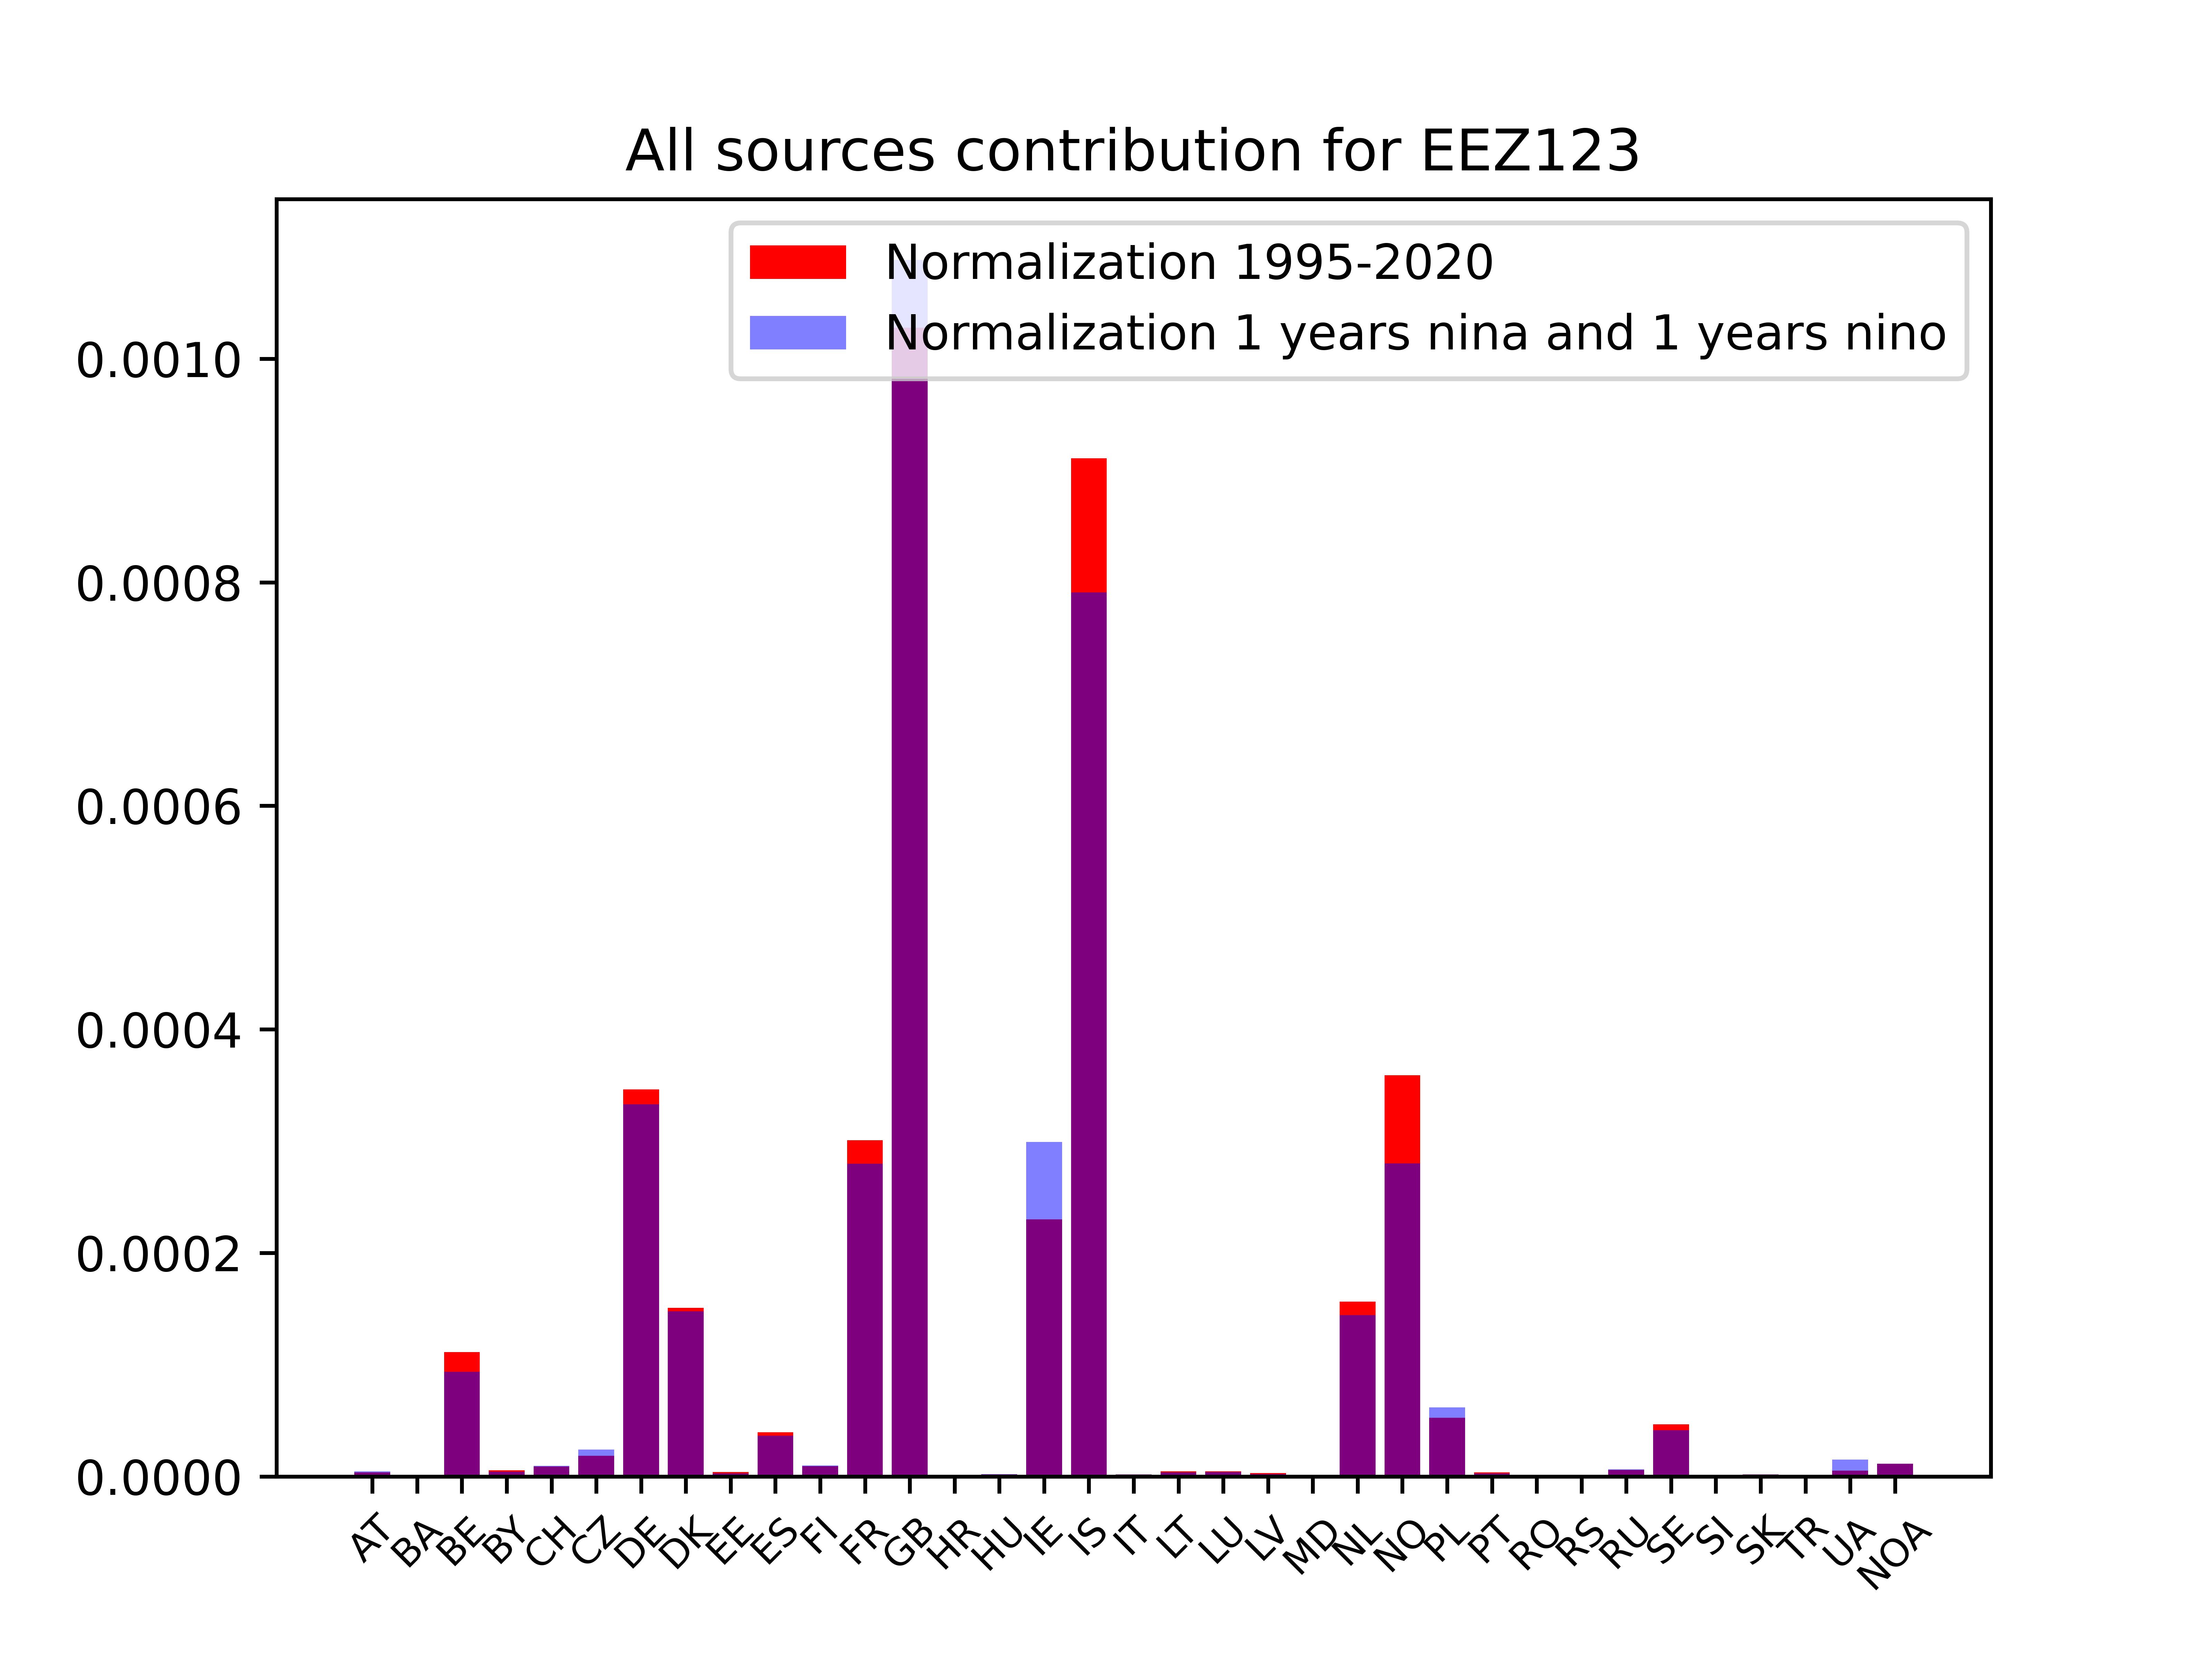 All sources contribution for EEZ123
Normalization 1995-2020
Normalization 1 years nina and 1 years nino
0.0010
0.0008
0.0006
0.0004
0.0002
0.0000
AT BA BE BY CH CZ DE DK EE ES FI FR GB HR HU IE IS IT LT LU LV MD NL NO PL PT RO RS RU SE SI SK TR UA NOA